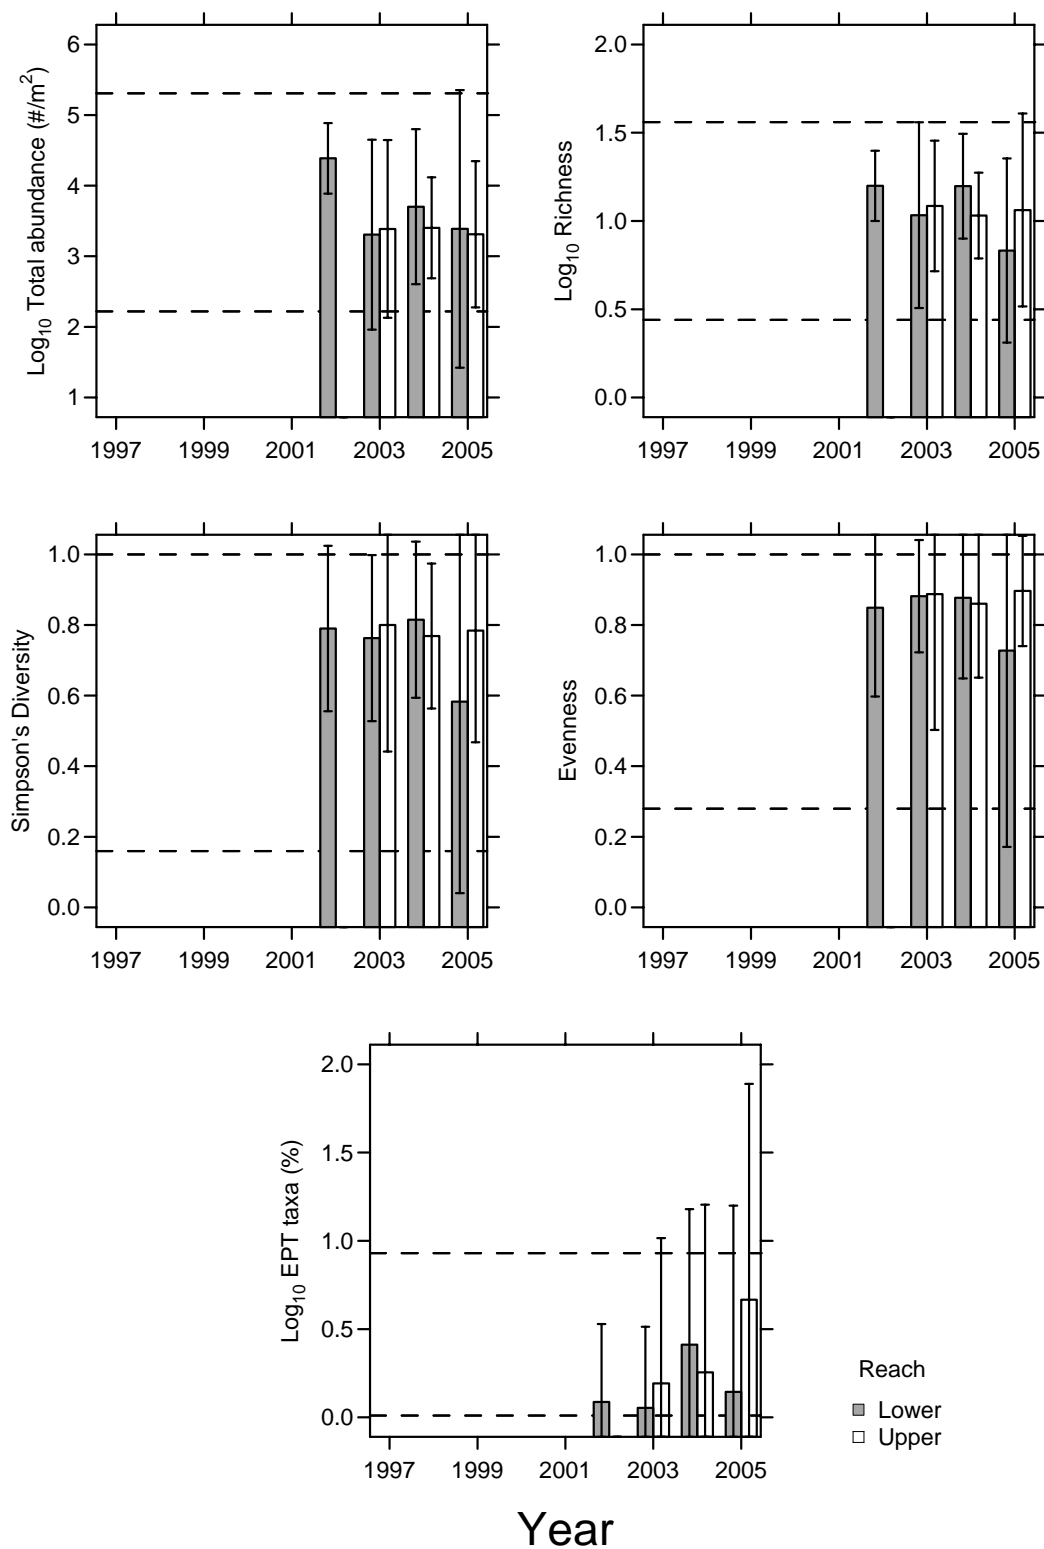 Log10 Total abundance (#/m2)
6
5
4
3
2
1
1997 1999 2001 2003 2005
Log10 Richness
2.0
1.5
1.0
0.5
0.0
1997 1999 2001 2003 2005
Simpson's Diversity
1.0
0.8
0.6
0.4
0.2
0.0
1997 1999 2001 2003 2005
Evenness
1.0
0.8
0.6
0.4
0.2
0.0
1997 1999 2001 2003 2005
Log10 EPT taxa (%)
2.0
1.5
1.0
0.5
0.0
1997 1999 2001 2003 2005
Reach
Lower
Upper
Year